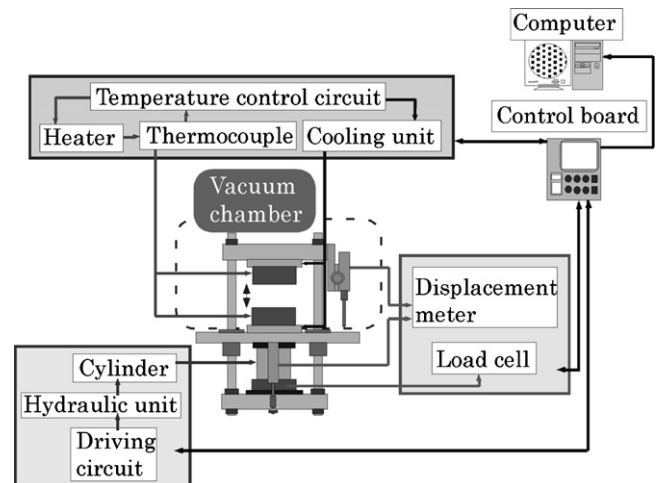 Computer
Temperature control circuit
Control board
Heater
Thermocouple
Cooling unit
Vacuum
chamber
Displacement
meter
Load cell
Cylinder
Hydraulic unit
Driving
circuit